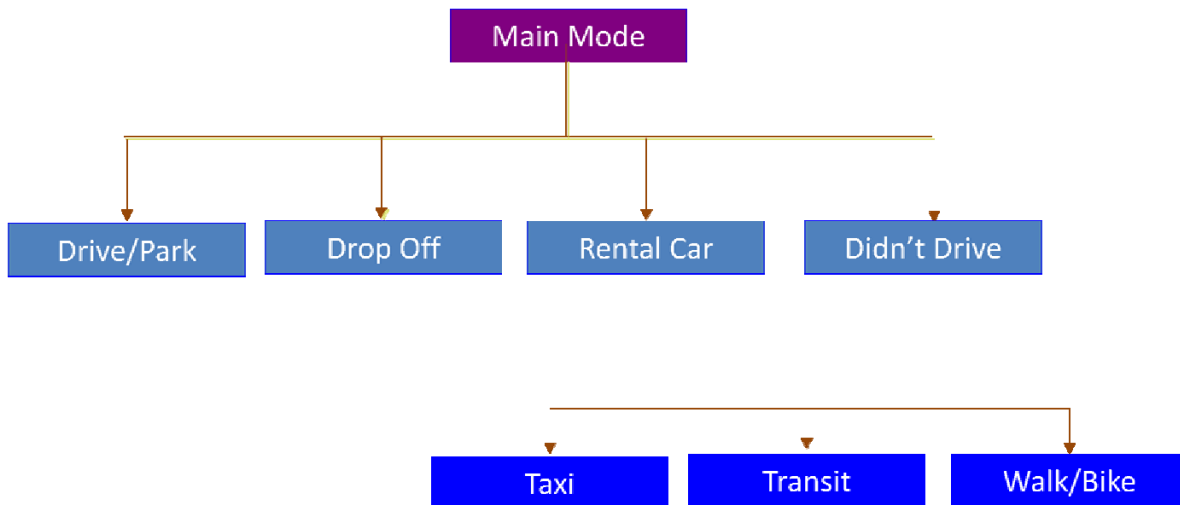 Main Mode
Drive/Park
Drop Off
Rental Car
Didn’t Drive
Taxi
Transit
Walk/Bike